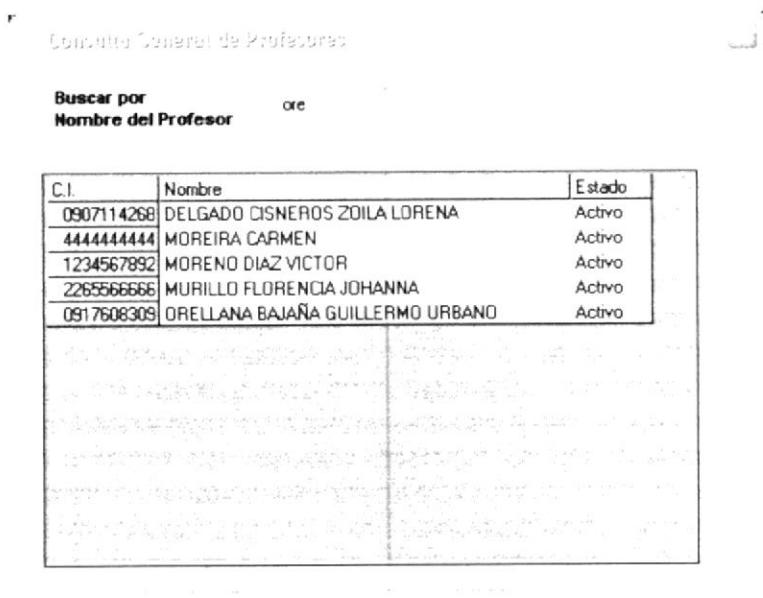 Consulta General de Profesores
Buscar por
Nombre del Profesor
ore
C.I. Nombre Estado
0907114268 DELGADO CISNEROS ZOILA LORENA Activo
4444444444 MOREIRA CARMEN Activo
1234567892 MORENO DIAZ VICTOR Activo
2265566666 MURILLO FLORENCIA JOHANNA Activo
0917608309 ORELLANA BAJAÑA GUILLERMO URBANO Activo